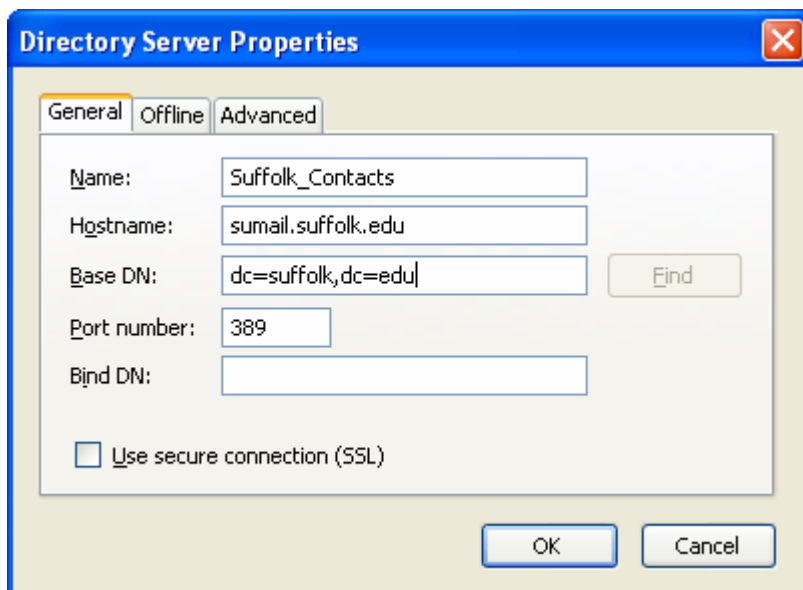 Directory Server Properties
General Offline Advanced
Name: Suffolk_Contacts
Hostname: sumail.suffolk.edu
Base DN: dc=suffolk,dc=edu Find
Port number: 389
Bind DN:
Use secure connection (SSL)
OK Cancel